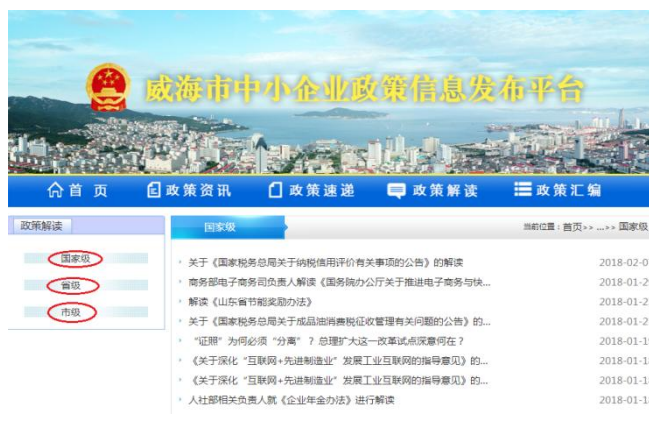 威海市中小企业政策信息发布平台
首 页 政策资讯 政策速递 政策解读 政策汇编
政策解读
国家级
省级
市级
国家级 当前位置：首页>> ...>> 国家级
关于《国家税务总局关于纳税信用评价有关事项的公告》的解读 2018-02-0
商务部电子商务司负责人解读《国务院办公厅关于推进电子商务与快... 2018-01-2
解读《山东省节能奖励办法》 2018-01-2
关于《国家税务总局关于成品油消费税征收管理有关问题的公告》的... 2018-01-2
“证照”为何必须“分离”？总理扩大这一改革试点深意何在？ 2018-01-1
《关于深化“互联网+先进制造业”发展工业互联网的指导意见》的... 2018-01-1
《关于深化“互联网+先进制造业”发展工业互联网的指导意见》的... 2018-01-1
人社部相关负责人就《企业年金办法》进行解读 2018-01-1